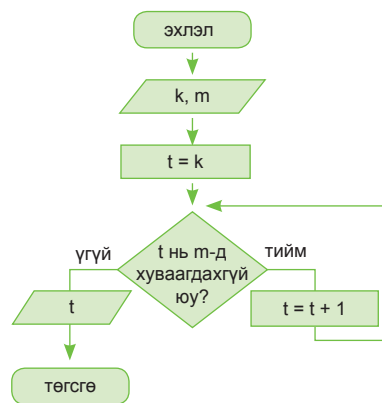 эхлэл
k, m
t = k
t нь m-д
хуваагдахгүй
юу?
үгүй
тийм
t
t = t + 1
төгсгө